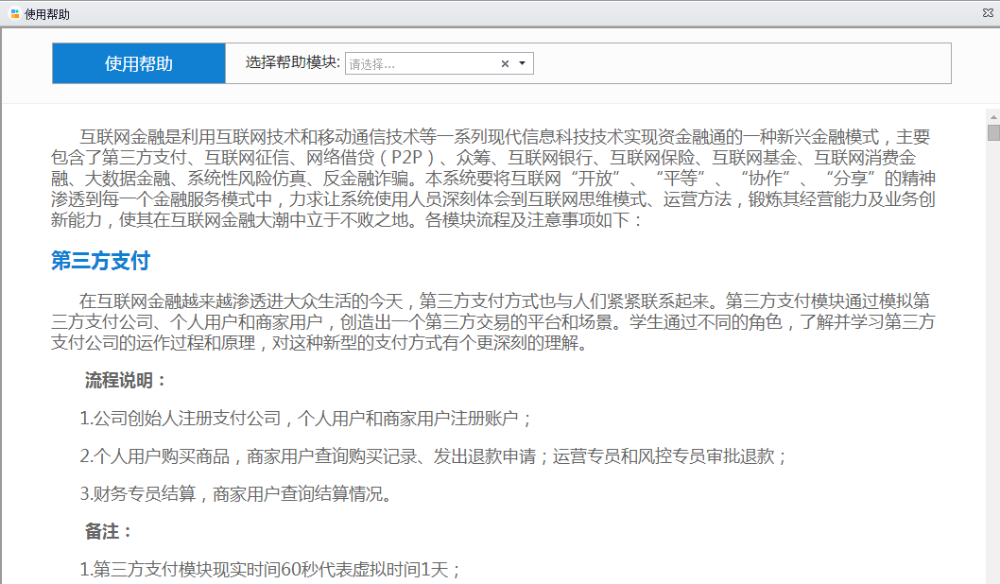 使用帮助
使用帮助 选择帮助模块: 请选择...
互联网金融是利用互联网技术和移动通信技术等一系列现代信息科技技术实现资金融通的一种新兴金融模式，主要
包含了第三方支付、互联网征信、网络借贷（P2P）、众筹、互联网银行、互联网保险、互联网基金、互联网消费金
融、大数据金融、系统性风险仿真、反金融诈骗。本系统要将互联网“开放”、“平等”、“协作”、“分享”的精神
渗透到每一个金融服务模式中，力求让系统使用人员深刻体会到互联网思维模式、运营方法，锻炼其经营能力及业务创
新能力，使其在互联网金融大潮中立于不败之地。各模块流程及注意事项如下：
第三方支付
在互联网金融越来越渗透进大众生活的今天，第三方支付方式也与人们紧紧联系起来。第三方支付模块通过模拟第
三方支付公司、个人用户和商家用户，创造出一个第三方交易的平台和场景。学生通过不同的角色，了解并学习第三方
支付公司的运作过程和原理，对这种新型的支付方式有个更深刻的理解。
流程说明：
1.公司创始人注册支付公司，个人用户和商家用户注册账户；
2.个人用户购买商品，商家用户查询购买记录、发出退款申请；运营专员和风控专员审批退款；
3.财务专员结算，商家用户查询结算情况。
备注：
1.第三方支付模块现实时间60秒代表虚拟时间1天；